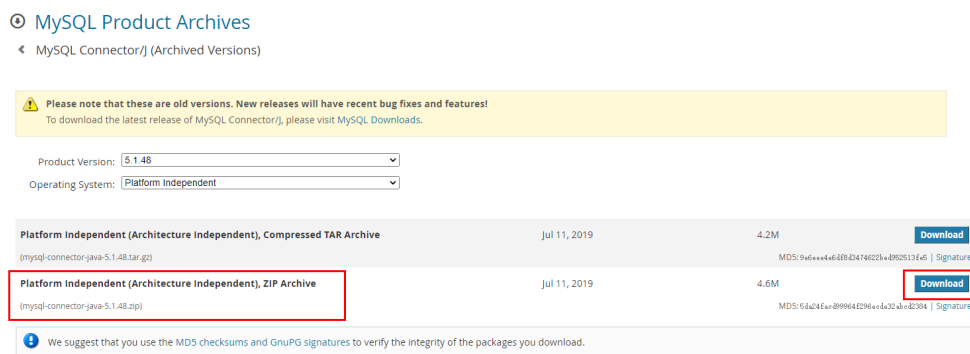 MySQL Product Archives
MySQL Connector/J (Archived Versions)
Please note that these are old versions. New releases will have recent bug fixes and features!
To download the latest release of MySQL Connector/J, please visit MySQL Downloads.
Product Version: 5.1.48
Operating System: Platform Independent
Platform Independent (Architecture Independent), Compressed TAR Archive Jul 11, 2019 4.2M Download
(mysql-connector-java-5.1.48.tar.gz) MD5: | Signature
Platform Independent (Architecture Independent), ZIP Archive Jul 11, 2019 4.6M Download
(mysql-connector-java-5.1.48.zip) MD5: | Signature
We suggest that you use the MD5 checksums and GnuPG signatures to verify the integrity of the packages you download.